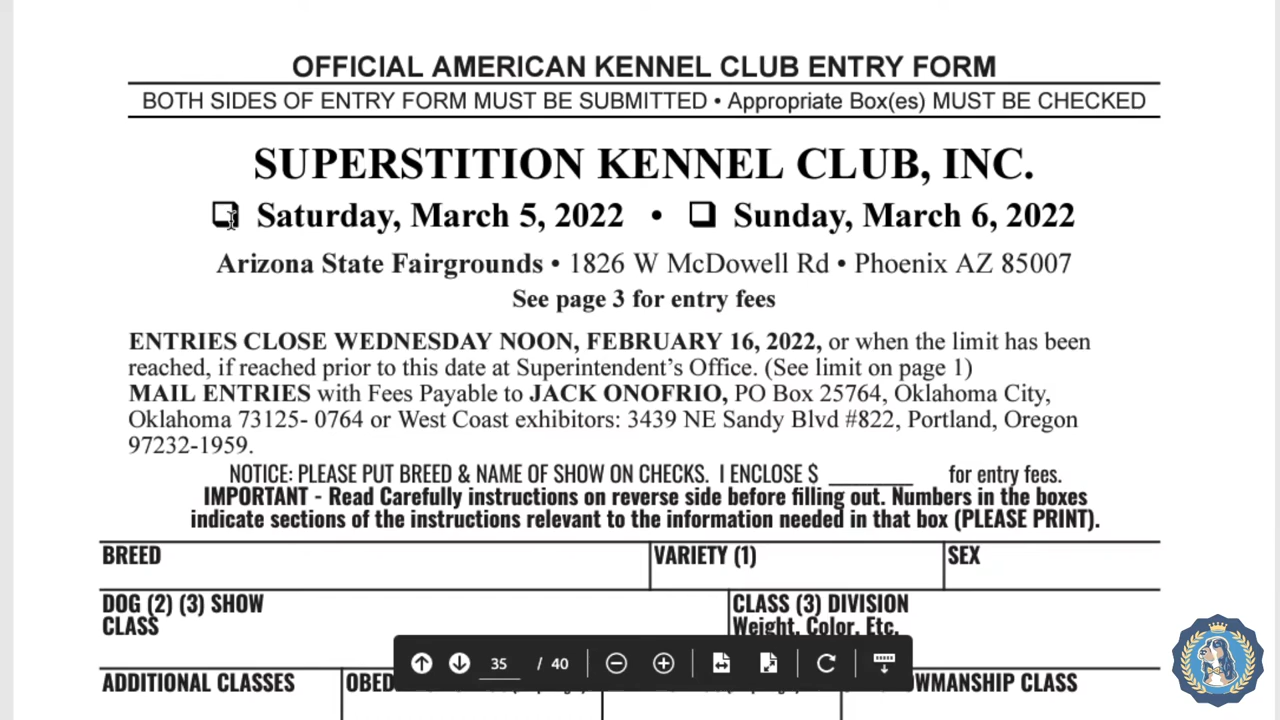 OFFICIAL AMERICAN KENNEL CLUB ENTRY FORM
BOTH SIDES OF ENTRY FORM MUST BE SUBMITTED • Appropriate Box(es) MUST BE CHECKED
SUPERSTITION KENNEL CLUB, INC.
❏ Saturday, March 5, 2022 • ❏ Sunday, March 6, 2022
Arizona State Fairgrounds • 1826 W McDowell Rd • Phoenix AZ 85007
See page 3 for entry fees
ENTRIES CLOSE WEDNESDAY NOON, FEBRUARY 16, 2022, or when the limit has been
reached, if reached prior to this date at Superintendent's Office. (See limit on page 1)
MAIL ENTRIES with Fees Payable to JACK ONOFRIO, PO Box 25764, Oklahoma City,
Oklahoma 73125- 0764 or West Coast exhibitors: 3439 NE Sandy Blvd #822, Portland, Oregon
97232-1959.
NOTICE: PLEASE PUT BREED & NAME OF SHOW ON CHECKS. I ENCLOSE $ ________ for entry fees.
IMPORTANT - Read Carefully instructions on reverse side before filling out. Numbers in the boxes
indicate sections of the instructions relevant to the information needed in that box (PLEASE PRINT).
BREED VARIETY (1) SEX
DOG (2) (3) SHOW CLASS (3) DIVISION
CLASS Weight, Color, Etc.
35 / 40
ADDITIONAL CLASSES CLASS